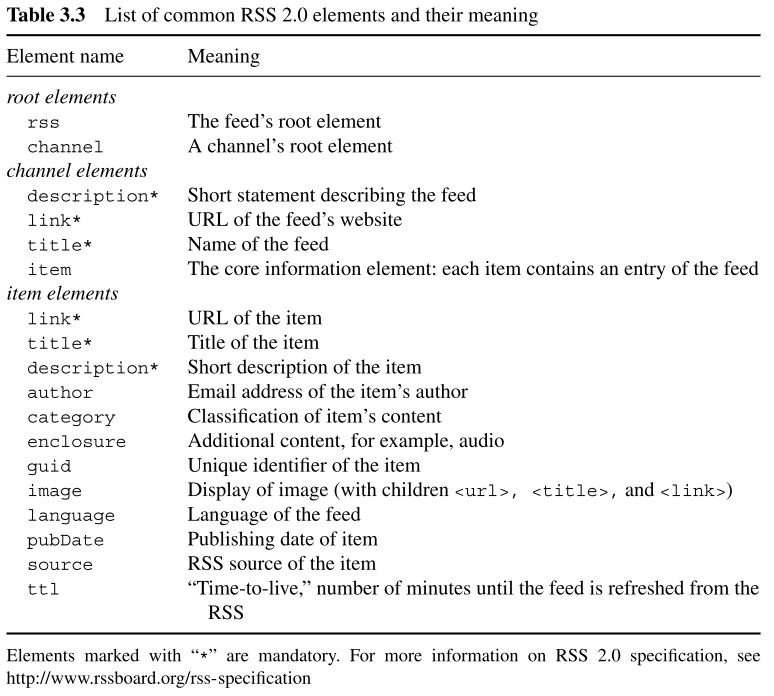 Table 3.3 List of common RSS 2.0 elements and their meaning
Element name Meaning
root elements
rss The feed's root element
channel A channel's root element
channel elements
description* Short statement describing the feed
link* URL of the feed's website
title* Name of the feed
item The core information element: each item contains an entry of the feed
item elements
link* URL of the item
title* Title of the item
description* Short description of the item
author Email address of the item's author
category Classification of item's content
enclosure Additional content, for example, audio
guid Unique identifier of the item
image Display of image (with children <url>, <title>, and <link>)
language Language of the feed
pubDate Publishing date of item
source RSS source of the item
ttl “Time-to-live,” number of minutes until the feed is refreshed from the
RSS
Elements marked with “*” are mandatory. For more information on RSS 2.0 specification, see
http://www.rssboard.org/rss-specification